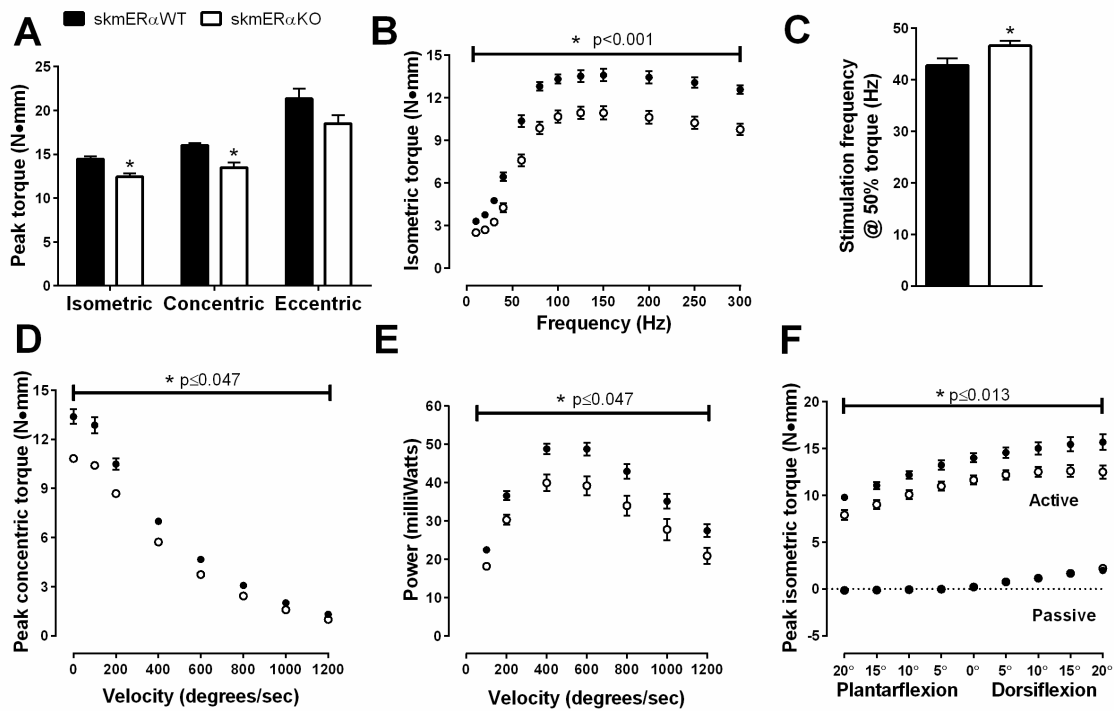 skmERαWT skmERαKO
A
Peak torque (N•mm)
25
20
15
10
5
0
* *
Isometric Concentric Eccentric
B
* p<0.001
Isometric torque (N•mm)
15
12
9
6
3
0
0 50 100 150 200 250 300
Frequency (Hz)
C
*
Stimulation frequency
@ 50% torque (Hz)
50
40
30
20
10
0
D
* p≤0.047
Peak concentric torque (N•mm)
15
12
9
6
3
0
0 200 400 600 800 1000 1200
Velocity (degrees/sec)
E
* p≤0.047
Power (milliWatts)
60
50
40
30
20
10
0
0 200 400 600 800 1000 1200
Velocity (degrees/sec)
F
* p≤0.013
Peak isometric torque (N•mm)
20
15
10
5
0
-5
Active
Passive
20° 15° 10° 5° 0° 5° 10° 15° 20°
Plantarflexion Dorsiflexion